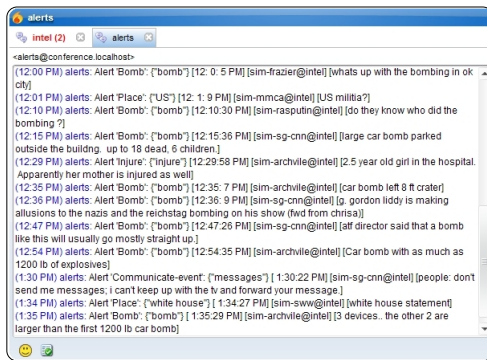 alerts
intel (2)
alerts
<alerts@conference.localhost>
(12:00 PM) alerts: Alert 'Bomb': {"bomb"} [12: 0: 5 PM] [sim-frazier@intel] [whats up with the bombing in ok
city]
(12:01 PM) alerts: Alert 'Place': {"US"} [12: 1: 9 PM] [sim-mmca@intel] [US militia?]
(12:10 PM) alerts: Alert 'Bomb': {"bomb"} [12:10:30 PM] [sim-rasputin@intel] [do they know who did the
bombing ?]
(12:15 PM) alerts: Alert 'Bomb': {"bomb"} [12:15:36 PM] [sim-sg-cnn@intel] [large car bomb parked
outside the buildng.  up to 18 dead, 6 children.]
(12:29 PM) alerts: Alert 'Injure': {"injure"} [12:29:58 PM] [sim-archvile@intel] [2.5 year old girl in the hospital.
Apparently her mother is injured as well]
(12:35 PM) alerts: Alert 'Bomb': {"bomb"} [12:35: 7 PM] [sim-archvile@intel] [car bomb left 8 ft crater]
(12:36 PM) alerts: Alert 'Bomb': {"bomb"} [12:36: 9 PM] [sim-sg-cnn@intel] [g. gordon liddy is making
allusions to the nazis and the reichstag bombing on his show (fwd from chrisa)]
(12:47 PM) alerts: Alert 'Bomb': {"bomb"} [12:47:26 PM] [sim-sg-cnn@intel] [atf director said that a bomb
like this will usually go mostly straight up.]
(12:54 PM) alerts: Alert 'Bomb': {"bomb"} [12:54:35 PM] [sim-archvile@intel] [Car bomb with as much as
1200 lb of explosives]
(1:30 PM) alerts: Alert 'Communicate-event': {"messages"} [ 1:30:22 PM] [sim-sg-cnn@intel] [people: don't
send me messages; i can't keep up with the tv and forward your message.]
(1:34 PM) alerts: Alert 'Place': {"white house"} [ 1:34:27 PM] [sim-sww@intel] [white house statement]
(1:35 PM) alerts: Alert 'Bomb': {"bomb"} [ 1:35:29 PM] [sim-archvile@intel] [3 devices.. the other 2 are
larger than the first 1200 lb car bomb]